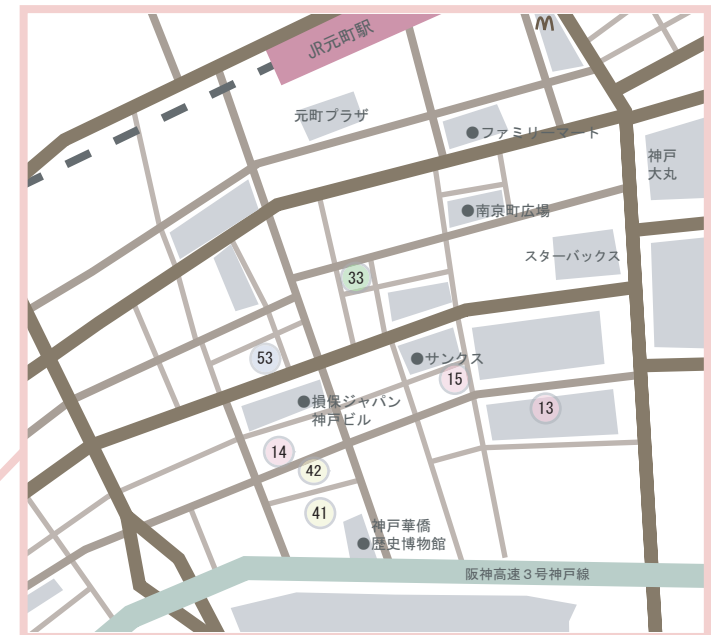 JR元町駅
元町プラザ
ファミリーマート
神戸
大丸
南京町広場
スターバックス
33
53
サンクス
15
損保ジャパン
神戸ビル
13
14
42
41
神戸華僑
歴史博物館
阪神高速３号神戸線